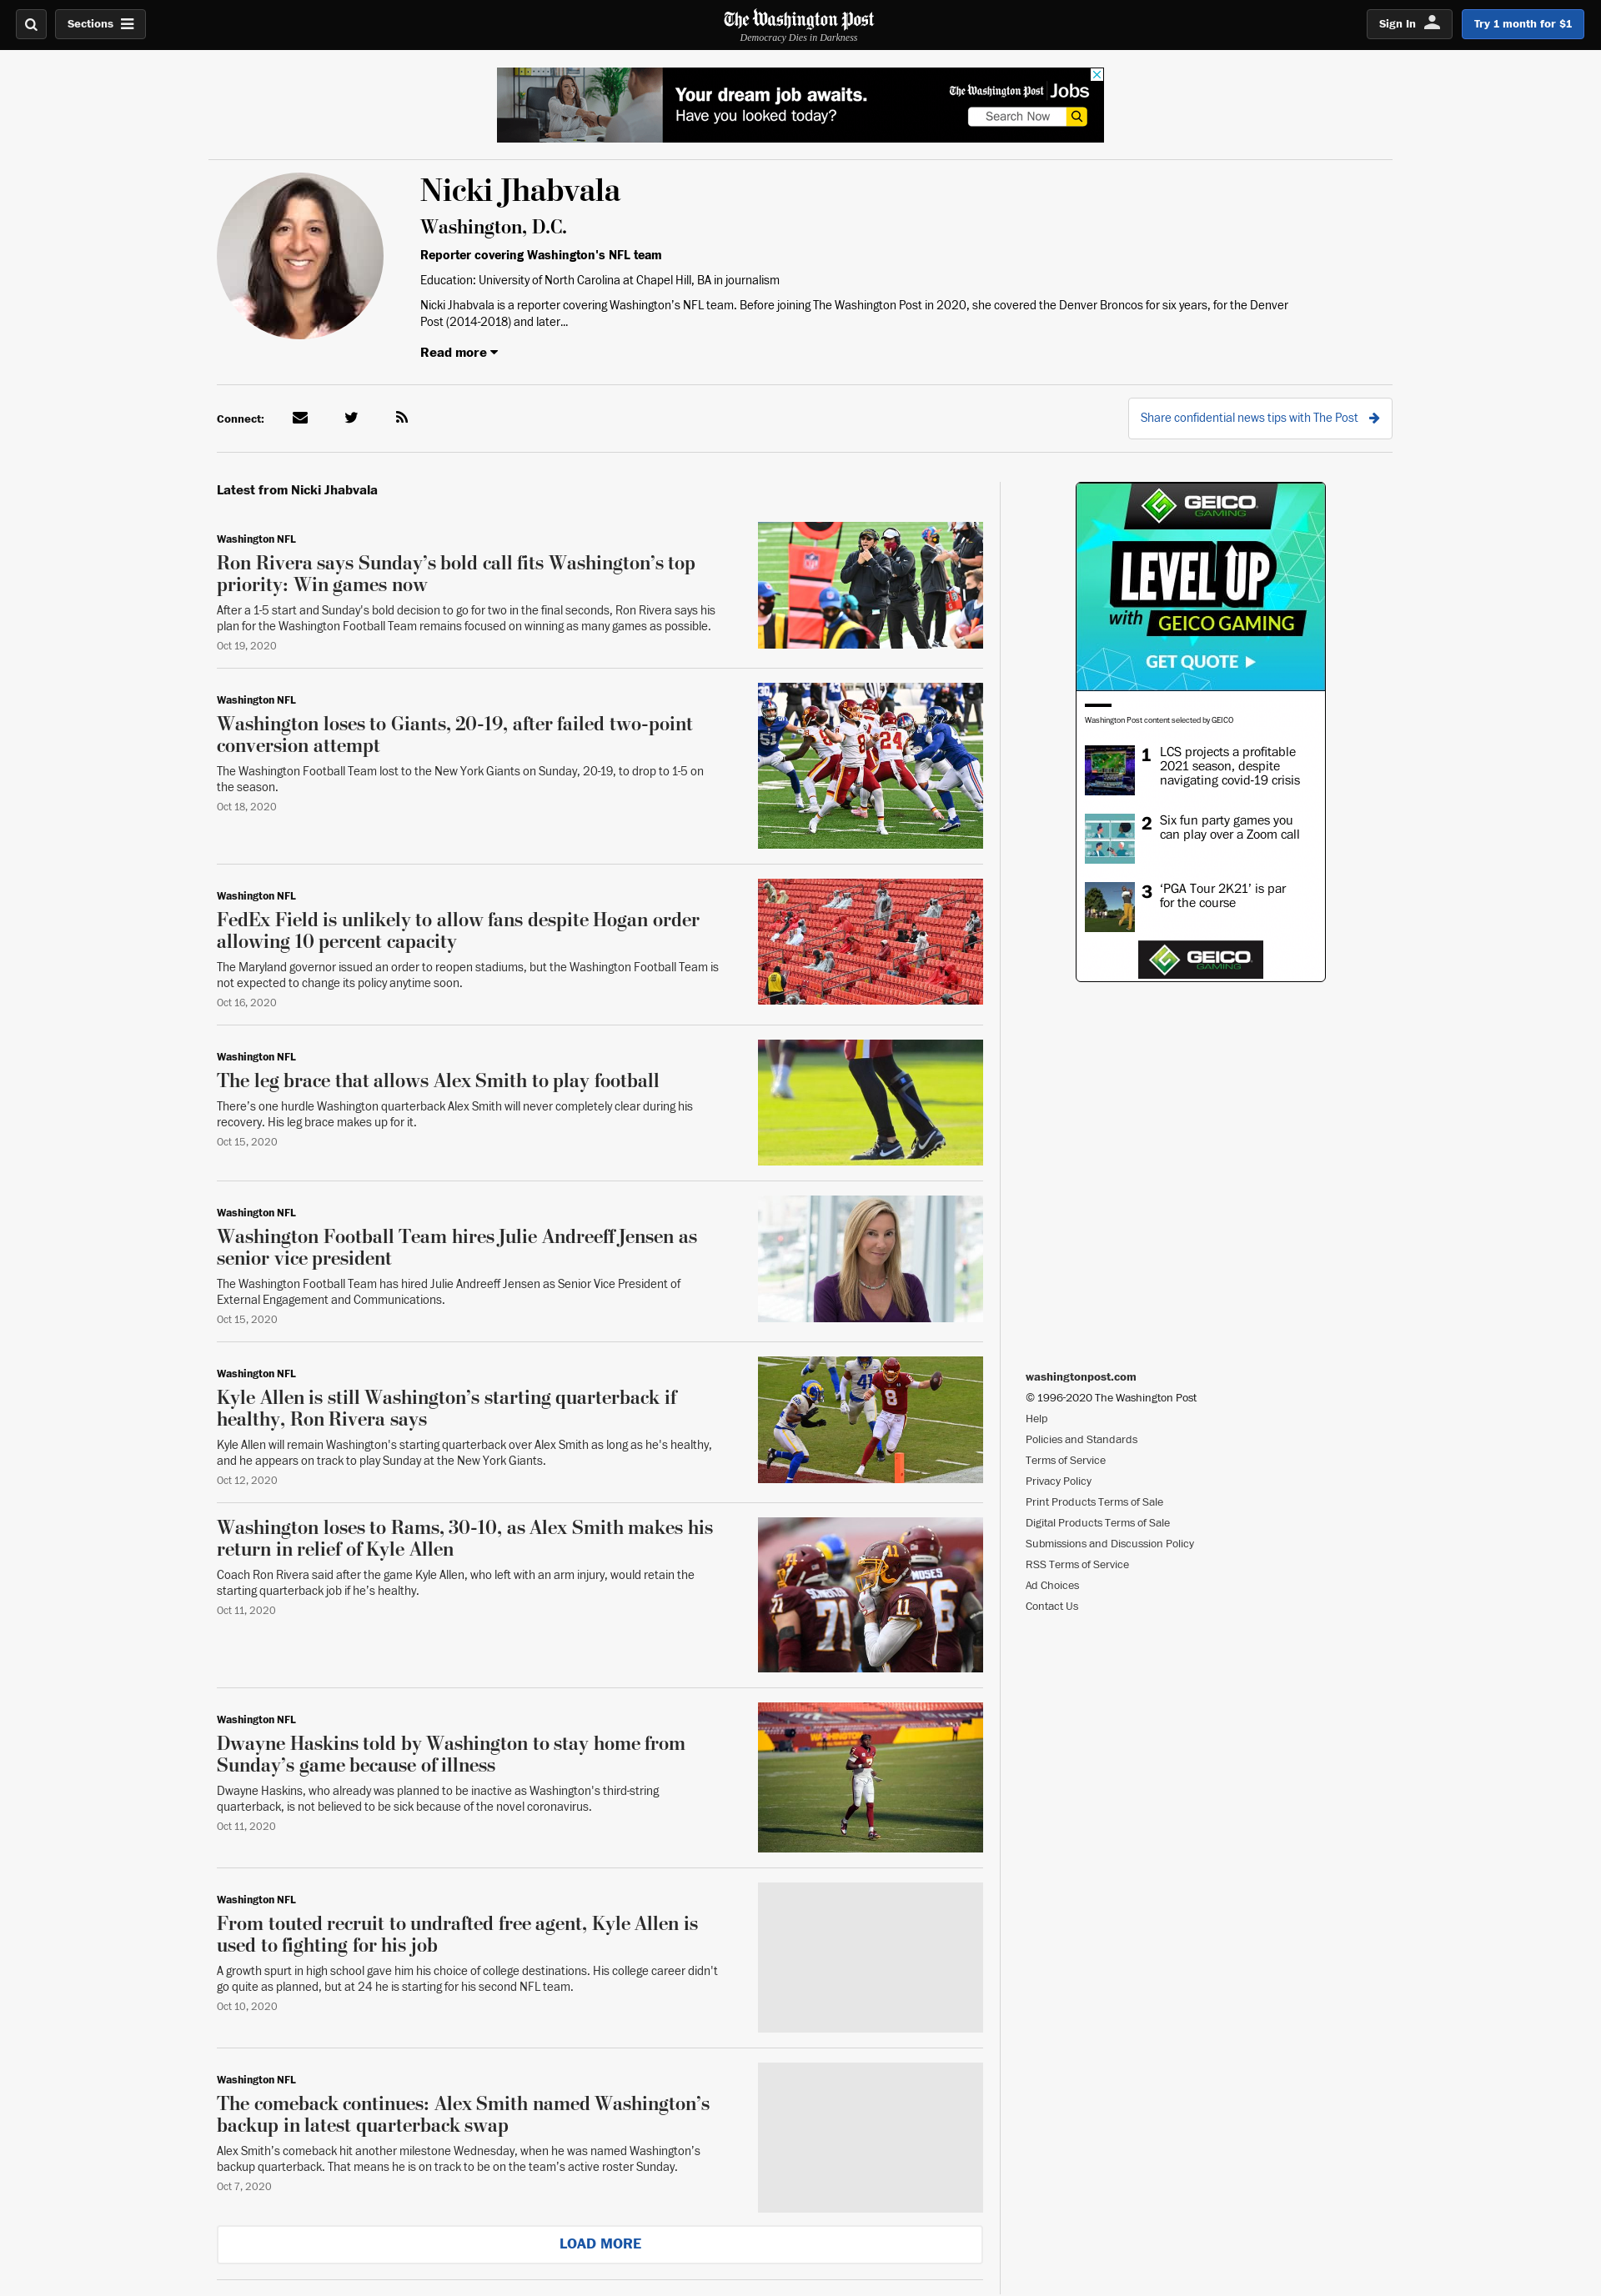 Sections
The Washington Post
Democracy Dies in Darkness
Sign In
Try 1 month for $1
Your dream job awaits.
Have you looked today?
The Washington Post Jobs
Search Now
Nicki Jhabvala
Washington, D.C.
Reporter covering Washington's NFL team
Education: University of North Carolina at Chapel Hill, BA in journalism
Nicki Jhabvala is a reporter covering Washington's NFL team. Before joining The Washington Post in 2020, she covered the Denver Broncos for six years, for the Denver
Post (2014-2018) and later...
Read more
Connect:
Share confidential news tips with The Post
Latest from Nicki Jhabvala
Washington NFL
Ron Rivera says Sunday’s bold call fits Washington’s top
priority: Win games now
After a 1-5 start and Sunday's bold decision to go for two in the final seconds, Ron Rivera says his
plan for the Washington Football Team remains focused on winning as many games as possible.
Oct 19, 2020
Washington NFL
Washington loses to Giants, 20-19, after failed two-point
conversion attempt
The Washington Football Team lost to the New York Giants on Sunday, 20-19, to drop to 1-5 on
the season.
Oct 18, 2020
Washington NFL
FedEx Field is unlikely to allow fans despite Hogan order
allowing 10 percent capacity
The Maryland governor issued an order to reopen stadiums, but the Washington Football Team is
not expected to change its policy anytime soon.
Oct 16, 2020
Washington NFL
The leg brace that allows Alex Smith to play football
There’s one hurdle Washington quarterback Alex Smith will never completely clear during his
recovery. His leg brace makes up for it.
Oct 15, 2020
Washington NFL
Washington Football Team hires Julie Andreeff Jensen as
senior vice president
The Washington Football Team has hired Julie Andreeff Jensen as Senior Vice President of
External Engagement and Communications.
Oct 15, 2020
Washington NFL
Kyle Allen is still Washington’s starting quarterback if
healthy, Ron Rivera says
Kyle Allen will remain Washington's starting quarterback over Alex Smith as long as he's healthy,
and he appears on track to play Sunday at the New York Giants.
Oct 12, 2020
Washington loses to Rams, 30-10, as Alex Smith makes his
return in relief of Kyle Allen
Coach Ron Rivera said after the game Kyle Allen, who left with an arm injury, would retain the
starting quarterback job if he’s healthy.
Oct 11, 2020
Washington NFL
Dwayne Haskins told by Washington to stay home from
Sunday’s game because of illness
Dwayne Haskins, who already was planned to be inactive as Washington's third-string
quarterback, is not believed to be sick because of the novel coronavirus.
Oct 11, 2020
Washington NFL
From touted recruit to undrafted free agent, Kyle Allen is
used to fighting for his job
A growth spurt in high school gave him his choice of college destinations. His college career didn't
go quite as planned, but at 24 he is starting for his second NFL team.
Oct 10, 2020
Washington NFL
The comeback continues: Alex Smith named Washington’s
backup in latest quarterback swap
Alex Smith’s comeback hit another milestone Wednesday, when he was named Washington’s
backup quarterback. That means he is on track to be on the team’s active roster Sunday.
Oct 7, 2020
LOAD MORE
GEICO
GAMING
LEVEL UP
with GEICO GAMING
GET QUOTE
Washington Post content selected by GEICO
1 LCS projects a profitable
2021 season, despite
navigating covid-19 crisis
2 Six fun party games you
can play over a Zoom call
3 ‘PGA Tour 2K21’ is par
for the course
GEICO
GAMING
washingtonpost.com
© 1996-2020 The Washington Post
Help
Policies and Standards
Terms of Service
Privacy Policy
Print Products Terms of Sale
Digital Products Terms of Sale
Submissions and Discussion Policy
RSS Terms of Service
Ad Choices
Contact Us